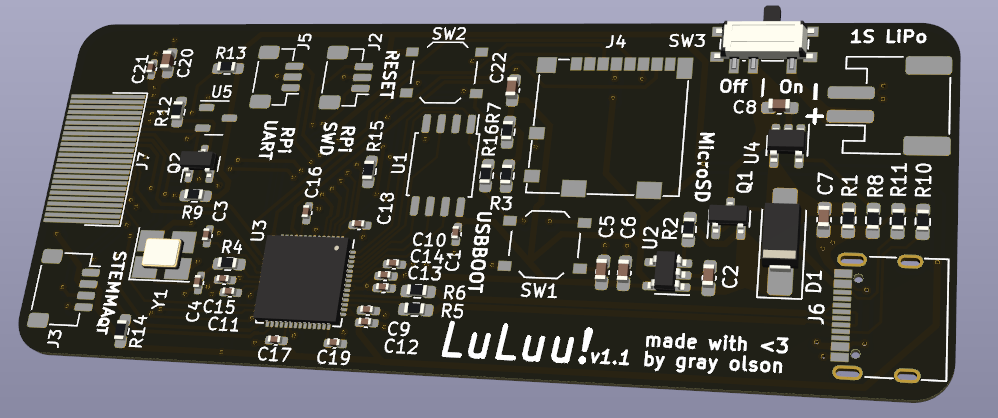 1S LiPo
SW3
J4
SW2
J2
J5
R13
C20
C21
RESET
C22
Off | On
C8
-
+
U5
R12
R7
R16
RPi
UART
RPi
SWD
R15
U1
MicroSD
U4
J7
Q2
Q1
R9
C3
C16
C18
R3
USBBOOT
C7
R1
R8
R11
R10
U3
R4
C10
C14
C13
C1
C5
C6
U2
R2
C2
D1
J6
SW1
STEMMAQT
Y1
C4
C15
C11
R6
R5
C9
C12
J3
R14
C17
C19
LuLuu! v1.1
made with <3
by gray olson